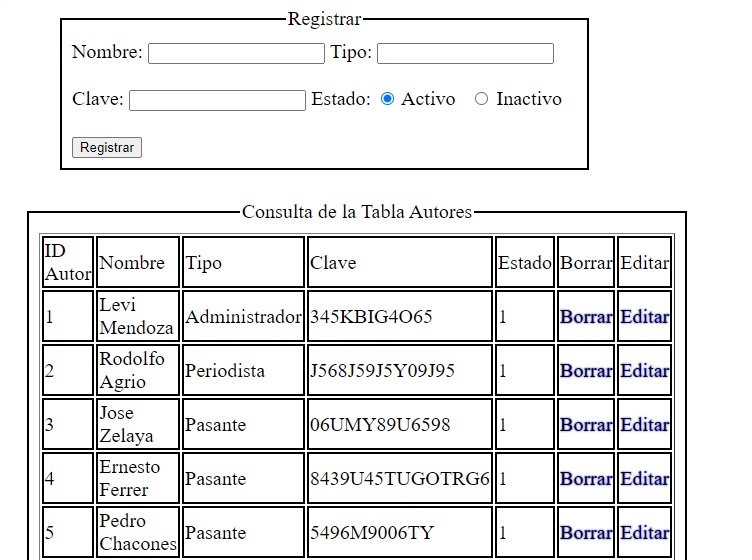 Registrar
Nombre: Tipo:
Clave: Estado: Activo Inactivo
Registrar
Consulta de la Tabla Autores
ID Autor Nombre Tipo Clave Estado Borrar Editar
1 Levi Mendoza Administrador 345KBIG4O65 1 Borrar Editar
2 Rodolfo Agrio Periodista J568J59J5Y09J95 1 Borrar Editar
3 Jose Zelaya Pasante 06UMY89U6598 1 Borrar Editar
4 Ernesto Ferrer Pasante 8439U45TUGOTRG6 1 Borrar Editar
5 Pedro Chacones Pasante 5496M9006TY 1 Borrar Editar